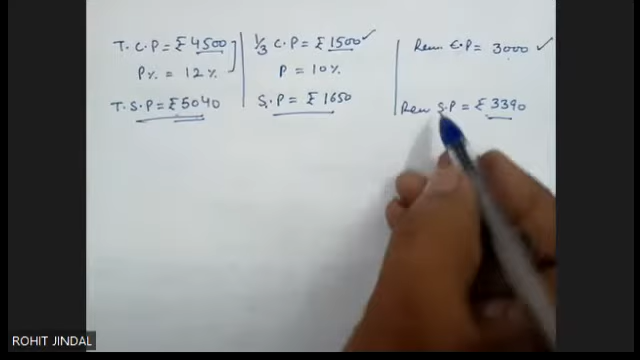 T. C.P = ₹ 4500
P% = 12%
T. S.P = ₹ 5040
1/3 C.P = ₹ 1500 ✓
P = 10%
S.P = ₹ 1650
Rem C.P = 3000 ✓
Rem S.P = ₹ 3390
ROHIT JINDAL